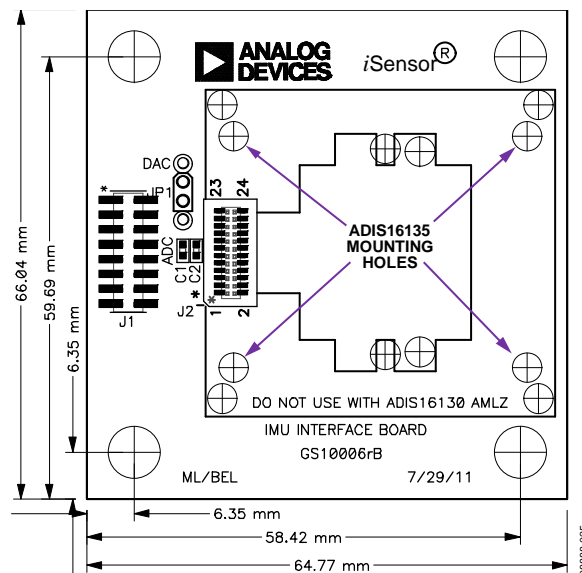 ANALOG
DEVICES
iSensor®
DAC
JP1
*
23 24
ADC
C1 C2
J1
J2
*
*
1 2
ADIS16135
MOUNTING
HOLES
DO NOT USE WITH ADIS16130 AMLZ
IMU INTERFACE BOARD
GS10006rB
ML/BEL
7/29/11
66.04 mm
59.69 mm
6.35 mm
6.35 mm
58.42 mm
64.77 mm